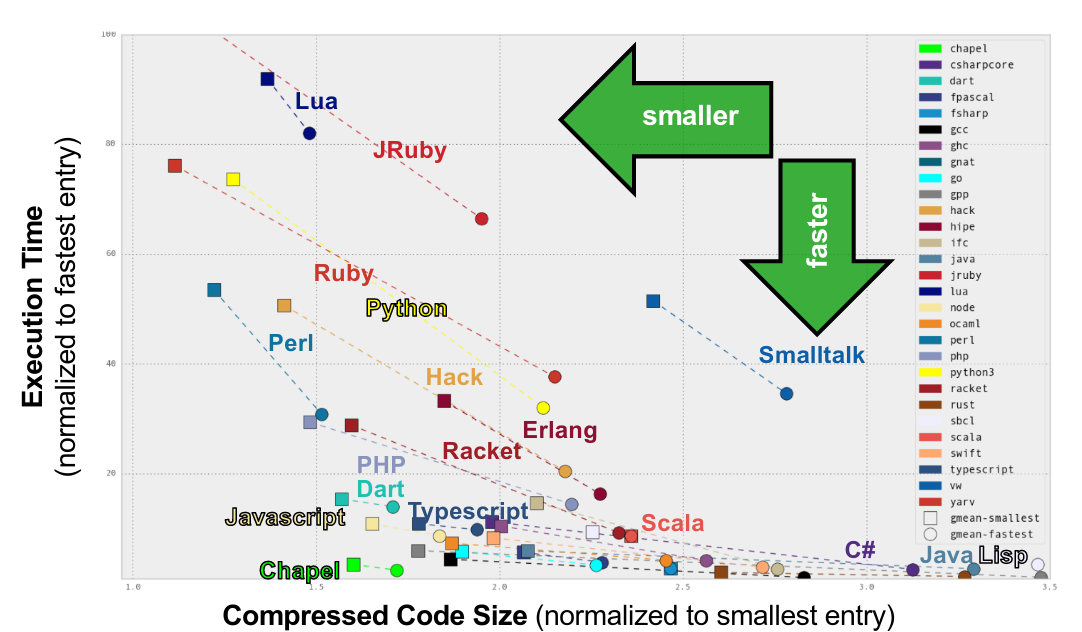 100
80
60
40
20
1.0
1.5
2.0
2.5
3.0
3.5
Execution Time
(normalized to fastest entry)
Compressed Code Size (normalized to smallest entry)
smaller
faster
Lua
JRuby
Ruby
Python
Perl
Hack
Smalltalk
Erlang
Racket
PHP
Dart
Typescript
Javascript
Scala
C#
Java
Lisp
Chapel
chapel
csharpcore
dart
fpascal
fsharp
gcc
ghc
gnat
go
gpp
hack
hipe
ifc
java
jruby
lua
node
ocaml
perl
php
python3
racket
rust
sbcl
scala
swift
typescript
vw
yarv
gmean-smallest
gmean-fastest